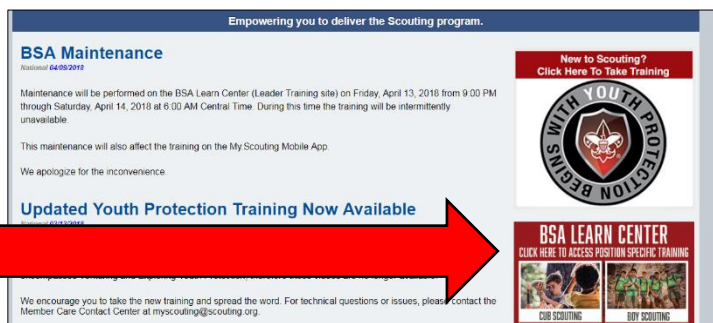 Empowering you to deliver the Scouting program.
BSA Maintenance
National 04/09/2018
Maintenance will be performed on the BSA Learn Center (Leader Training site) on Friday, April 13, 2018 from 9:00 PM
through Saturday, April 14, 2018 at 6:00 AM Central Time. During this time the training will be intermittently
unavailable.
This maintenance will also affect the training on the My Scouting Mobile App.
We apologize for the inconvenience.
Updated Youth Protection Training Now Available
We encourage you to take the new training and spread the word. For technical questions or issues, please contact the
Member Care Contact Center at myscouting@scouting.org.
New to Scouting?
Click Here To Take Training
WITH YOUTH PROTECTION
BEGINS NOW
BSA LEARN CENTER
CLICK HERE TO ACCESS POSITION SPECIFIC TRAINING
CUB SCOUTING
BOY SCOUTING